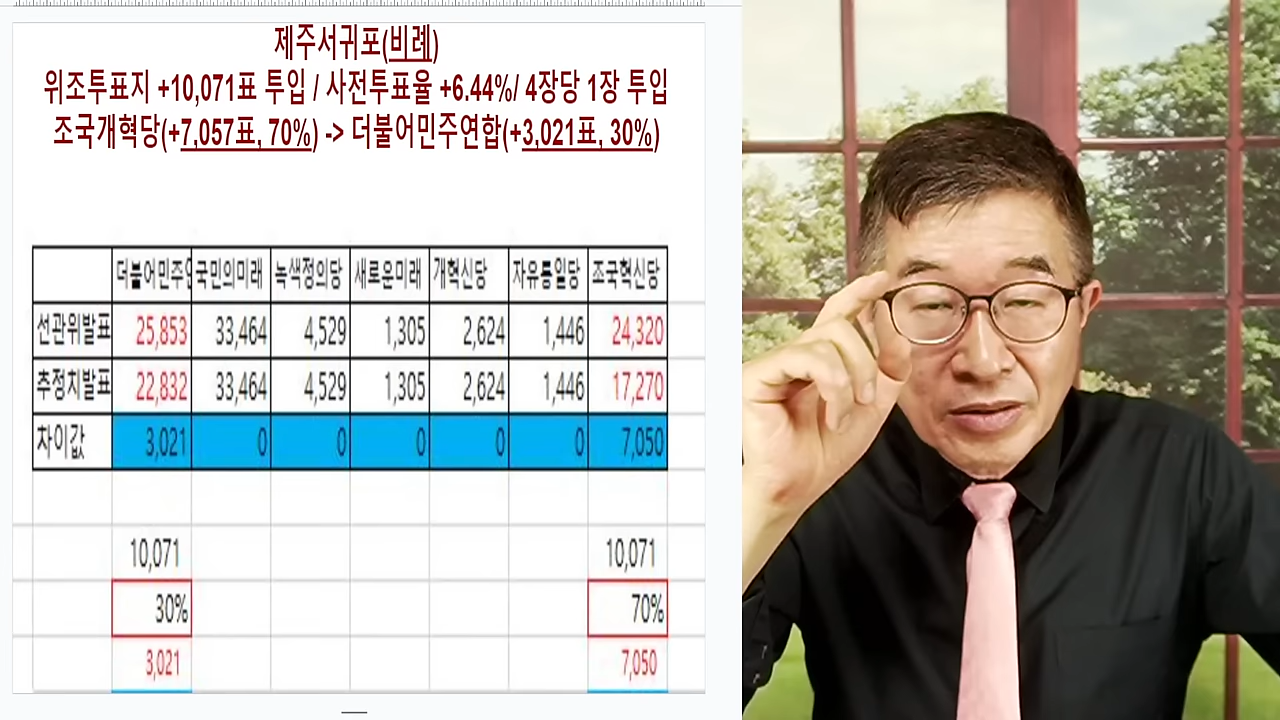 제주서귀포(비례)
위조투표지 +10,071표 투입 / 사전투표율 +6.44%/ 4장당 1장 투입
조국개혁당(+7,057표, 70%) -> 더불어민주연합(+3,021표, 30%)
더불어민주연 국민의미래 녹색정의당 새로운미래 개혁신당 자유통일당 조국혁신당
선관위발표 25,853 33,464 4,529 1,305 2,624 1,446 24,320
추정치발표 22,832 33,464 4,529 1,305 2,624 1,446 17,270
차이값 3,021 0 0 0 0 0 7,050
10,071 10,071
30% 70%
3,021 7,050